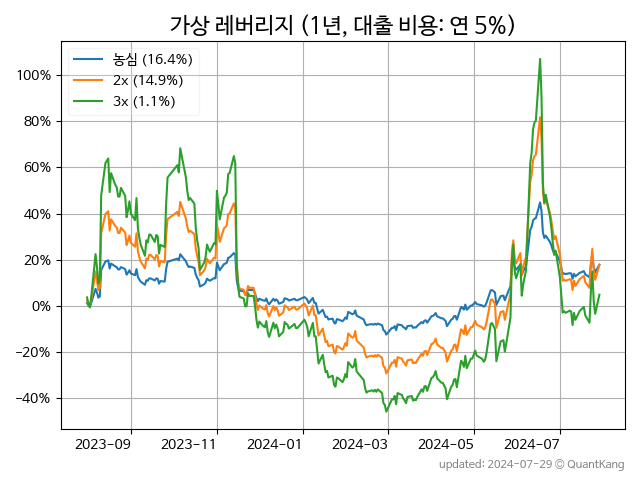 가상 레버리지 (1년, 대출 비용: 연 5%)
농심 (16.4%)
2x (14.9%)
3x (1.1%)
100%
80%
60%
40%
20%
0%
−20%
−40%
2023-09 2023-11 2024-01 2024-03 2024-05 2024-07
updated: 2024-07-29 © QuantKang